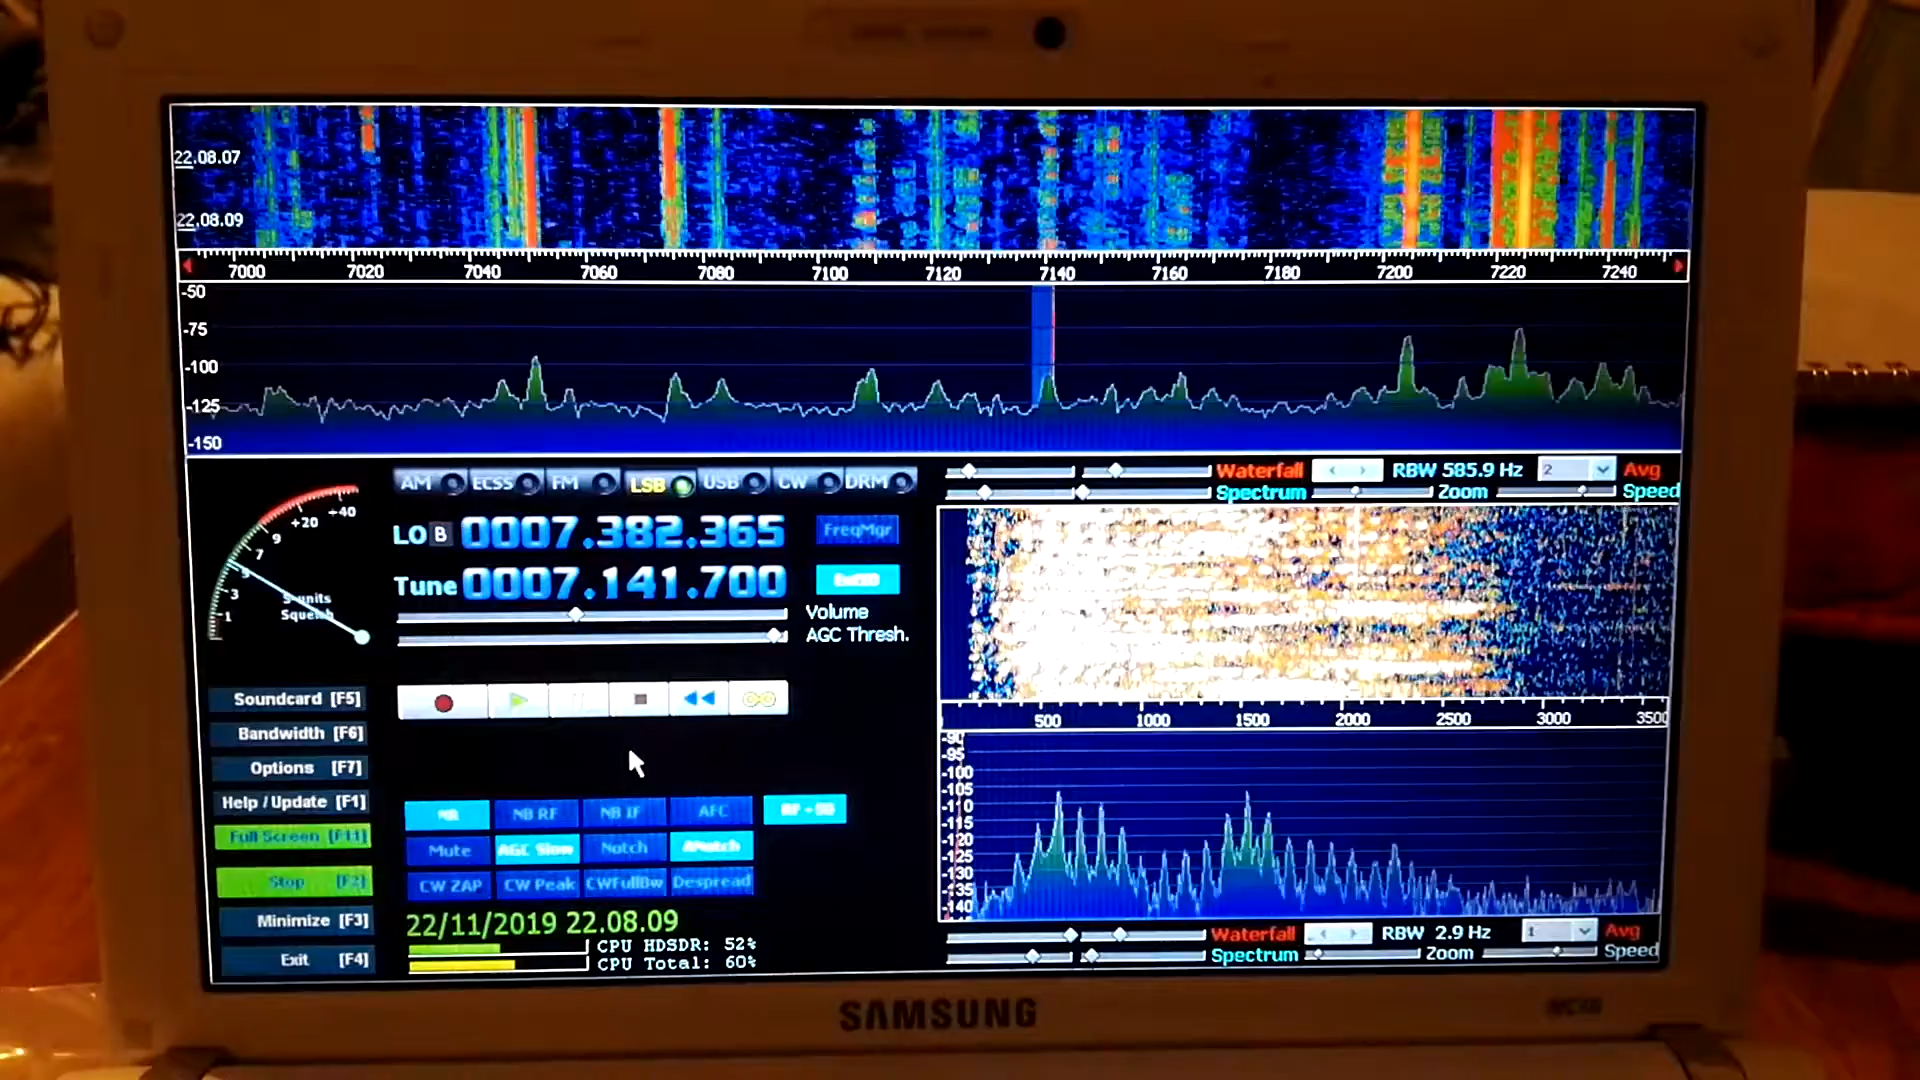 22.08.07
22.08.09
7000 7020 7040 7060 7080 7100 7120 7140 7160 7180 7200 7220 7240
-50
-75
-100
-125
-150
AM ECSS FM LSB USB CW DRM
Waterfall RBW 585.9 Hz 2 Avg
Spectrum Zoom Speed
LO B 0007.382.365 FreqMgr
Tune 0007.141.700
Volume
AGC Thresh.
1 3 5 7 9 +20 +40
S-units
Squelch
Soundcard [F5]
Bandwidth [F6]
Options [F7]
Help / Update [F1]
Full Screen [F11]
Stop [F2]
Minimize [F3]
Exit [F4]
NR NB RF NB IF AFC
Mute AGC Slow Notch ANotch
CW ZAP CW Peak CWFullBw Despread
22/11/2019 22.08.09
CPU HDSDR: 52%
CPU Total: 60%
500 1000 1500 2000 2500 3000 3500
-90
-95
-100
-105
-110
-115
-120
-125
-130
-135
-140
Waterfall RBW 2.9 Hz 1 Avg
Spectrum Zoom Speed
SAMSUNG